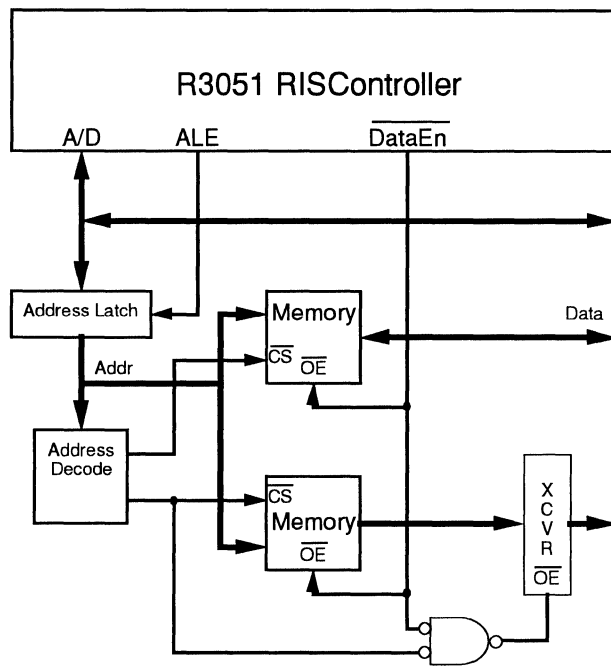 R3051 RISController
A/D
ALE
DataEn
Address Latch
Memory
Data
CS
OE
Addr
Address
Decode
CS
Memory
OE
X
C
V
R
OE